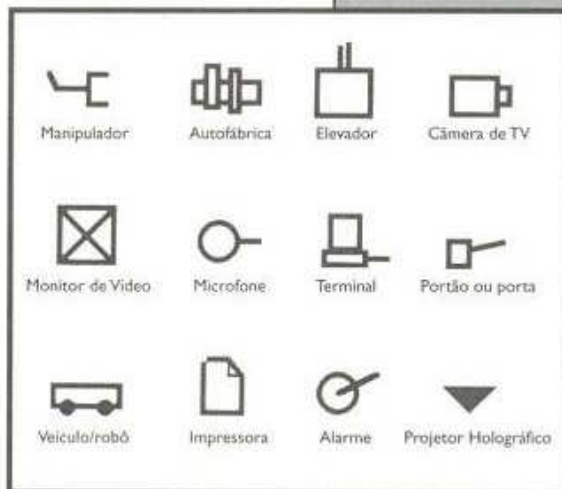 Manipulador Autofábrica Elevador Câmera de TV
Monitor de Vídeo Microfone Terminal Portão ou porta
Veículo/robô Impressora Alarme Projetor Holográfico